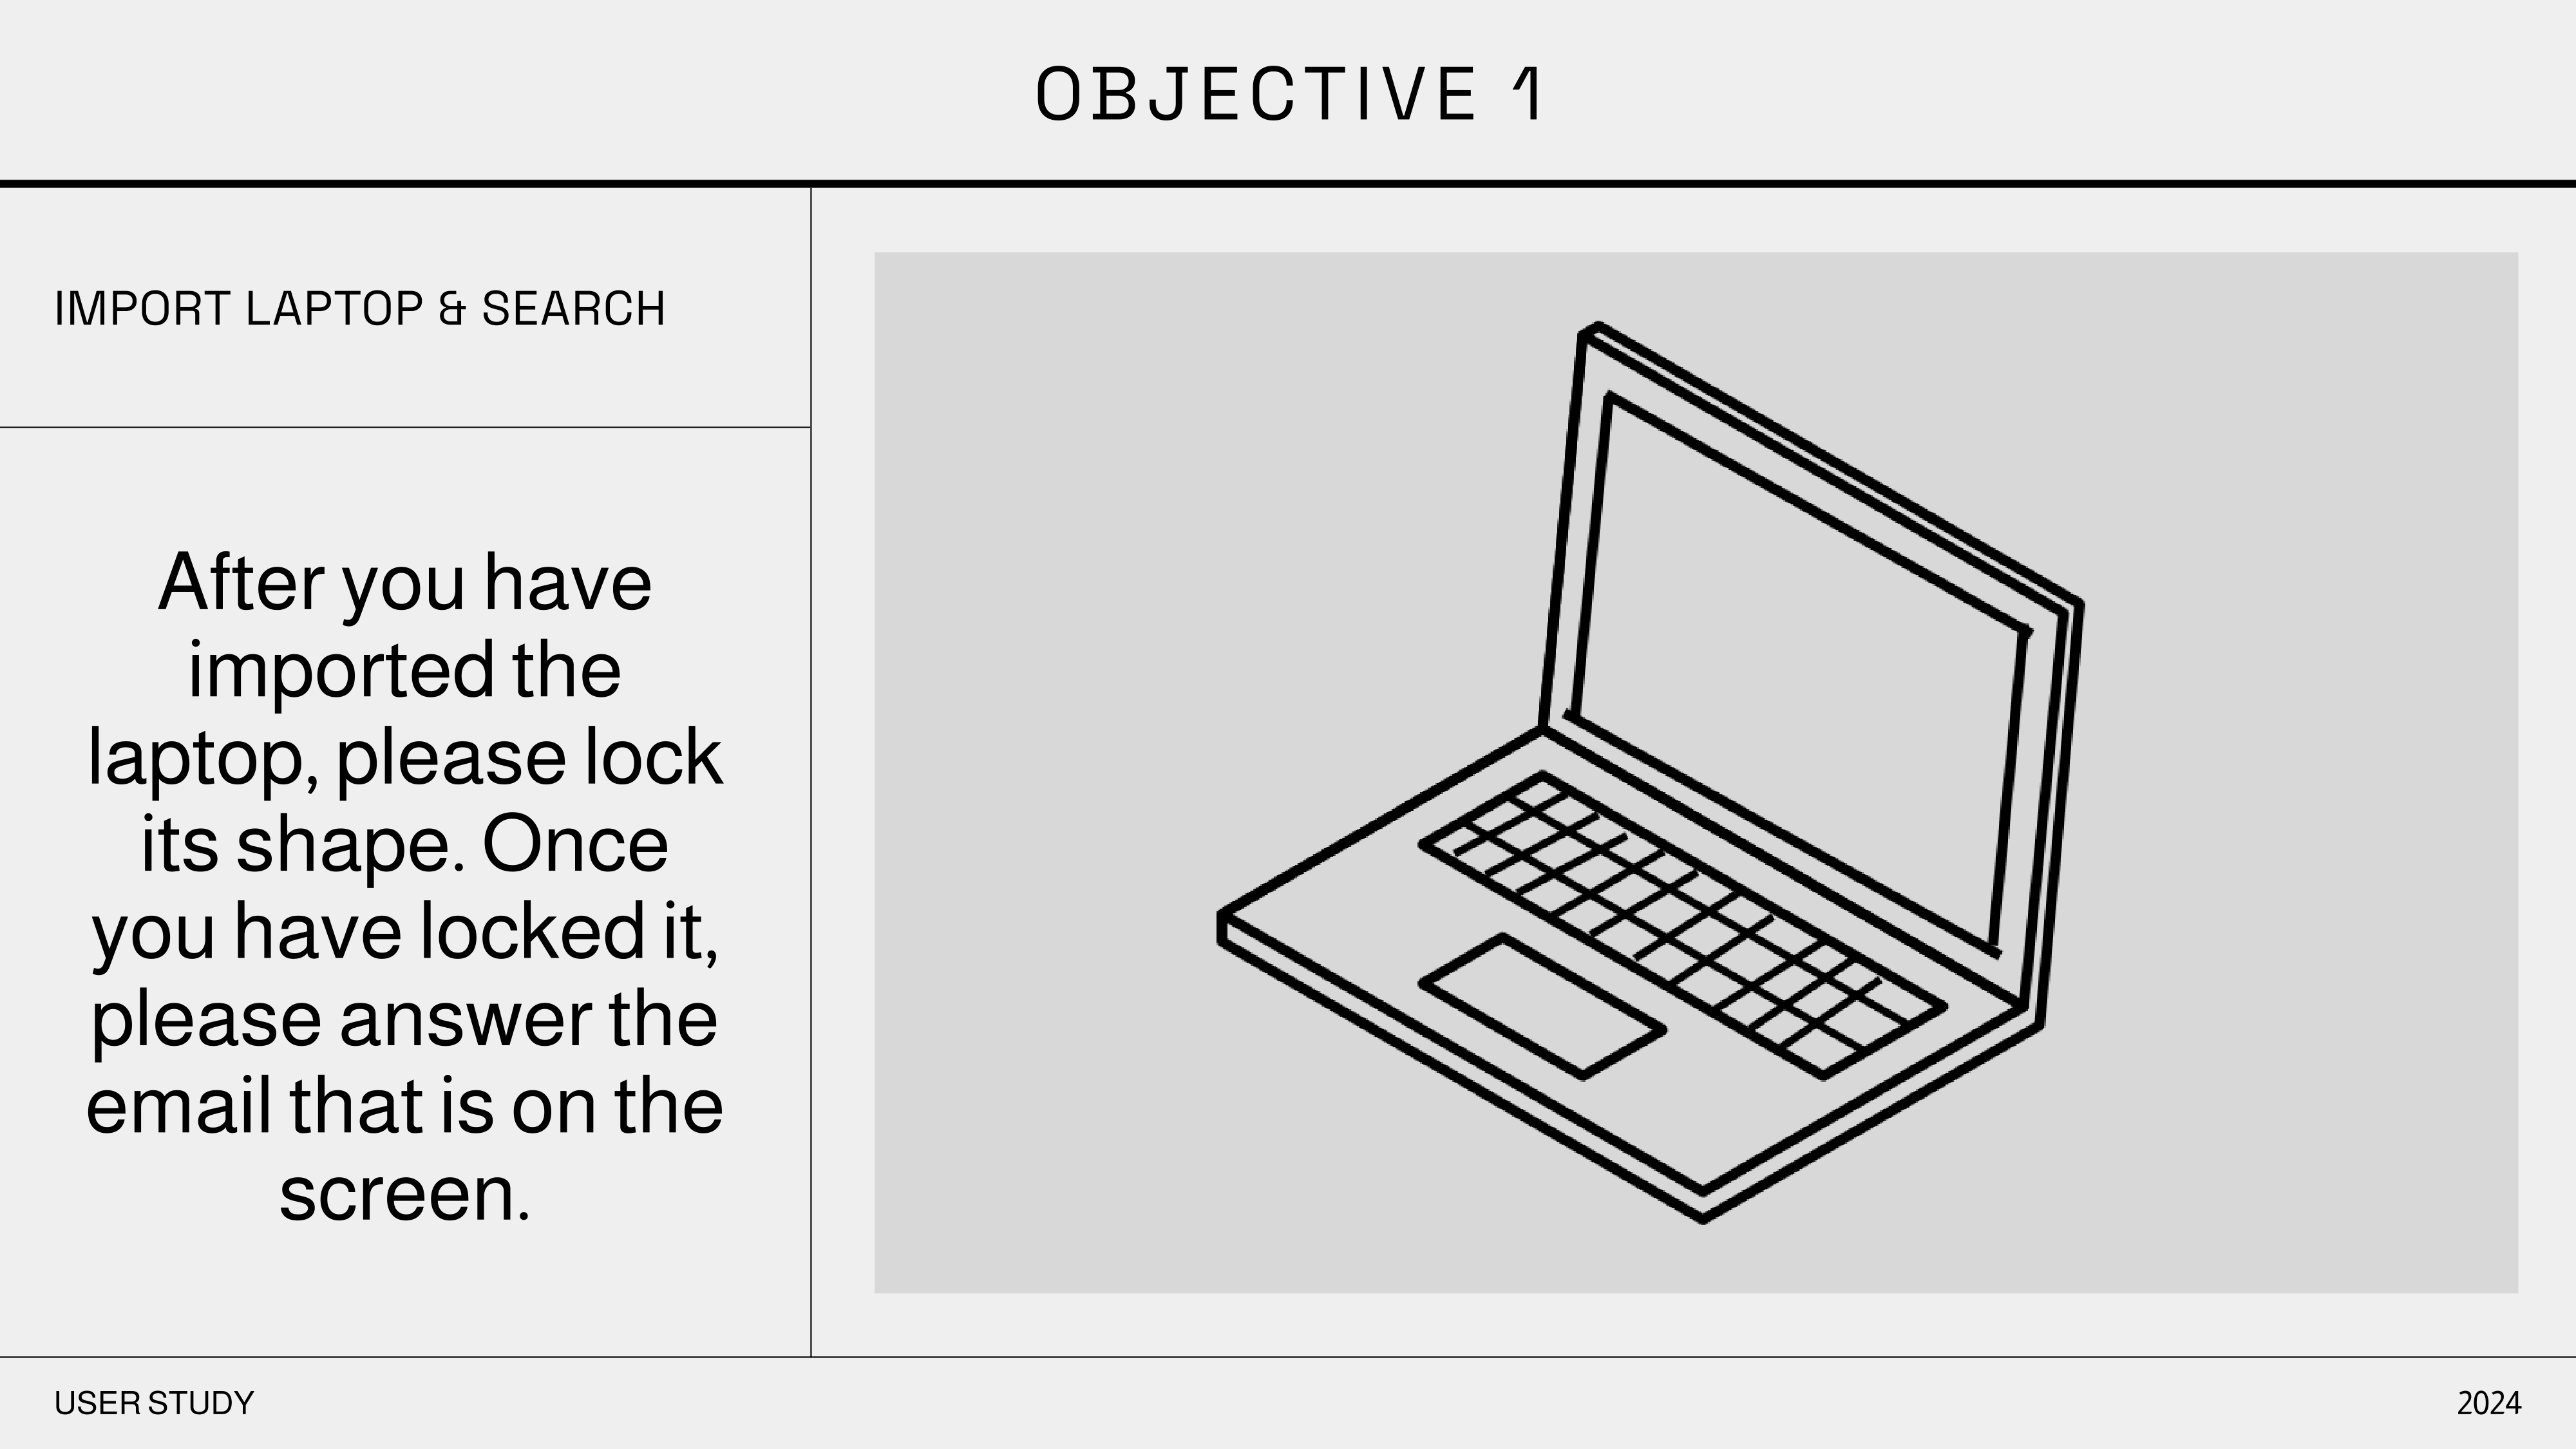 OBJECTIVE 1
IMPORT LAPTOP & SEARCH
After you have
imported the
laptop, please lock
its shape. Once
you have locked it,
please answer the
email that is on the
screen.
USER STUDY
2024